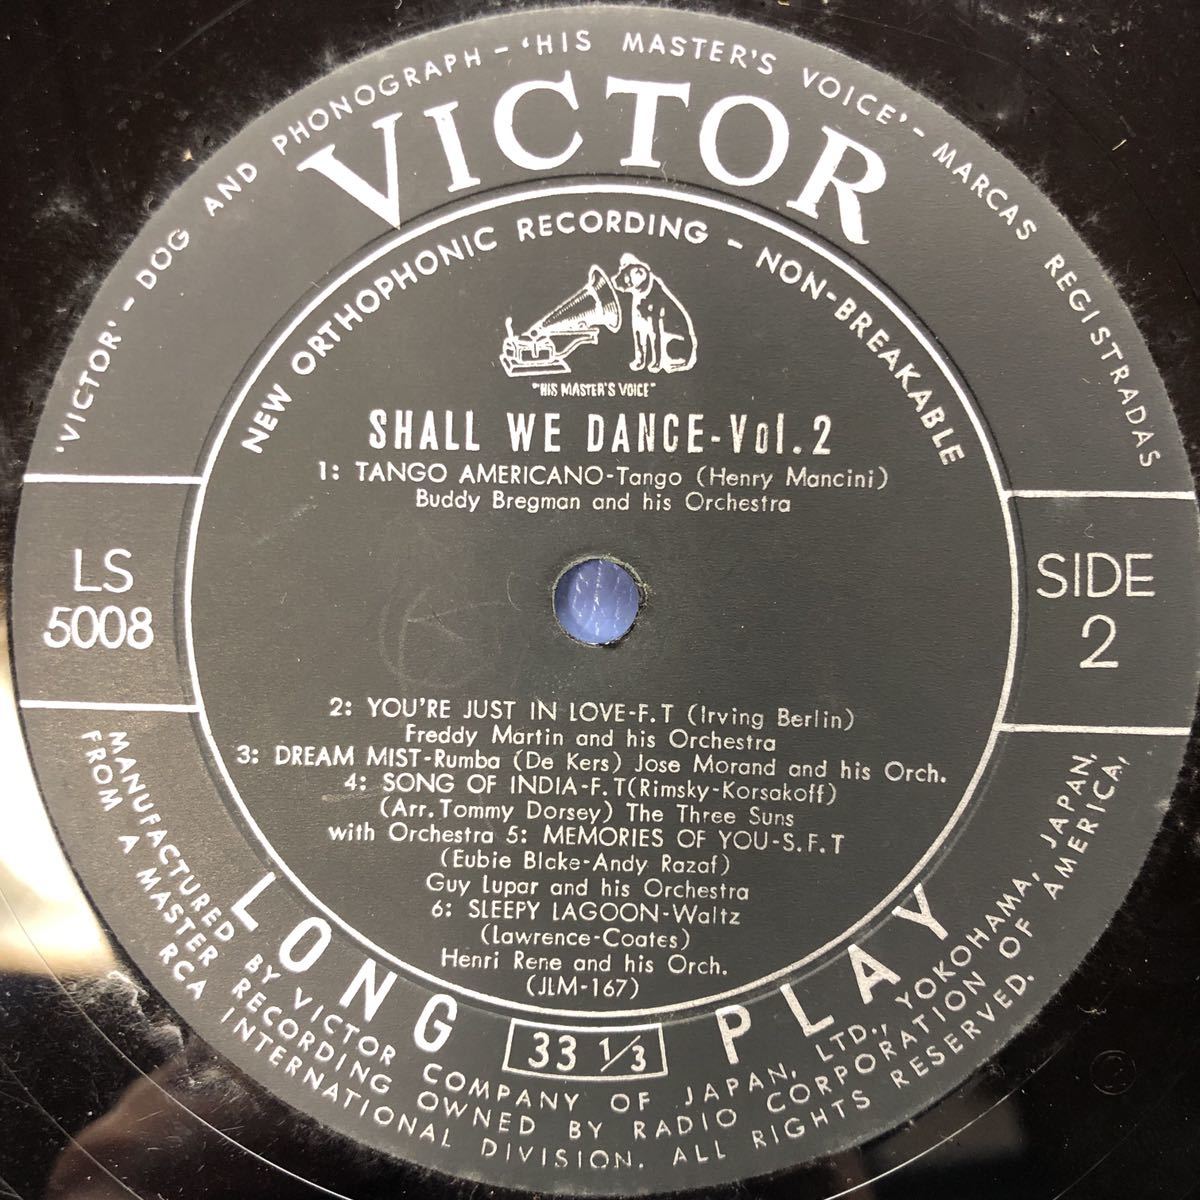 'VICTOR' - DOG AND PHONOGRAPH - 'HIS MASTER'S VOICE' - MARCAS REGISTRADAS
VICTOR
NEW ORTHOPHONIC RECORDING - NON-BREAKABLE
"HIS MASTER'S VOICE"
SHALL WE DANCE-Vol.2
1: TANGO AMERICANO-Tango (Henry Mancini)
Buddy Bregman and his Orchestra
LS
5008
SIDE
2
2: YOU'RE JUST IN LOVE-F.T (Irving Berlin)
Freddy Martin and his Orchestra
3: DREAM MIST-Rumba (De Kers) Jose Morand and his Orch.
4: SONG OF INDIA-F.T(Rimsky-Korsakoff)
(Arr. Tommy Dorsey) The Three Suns
with Orchestra 5: MEMORIES OF YOU-S.F.T
(Eubie Blcke-Andy Razaf)
Guy Lupar and his Orchestra
6: SLEEPY LAGOON-Waltz
(Lawrence-Coates)
Henri Rene and his Orch.
(JLM-167)
LONG 33 1/3 PLAY
MANUFACTURED BY VICTOR COMPANY OF JAPAN, LTD., YOKOHAMA, JAPAN,
FROM A MASTER RECORDING OWNED BY RADIO CORPORATION OF AMERICA,
RCA INTERNATIONAL DIVISION. ALL RIGHTS RESERVED.